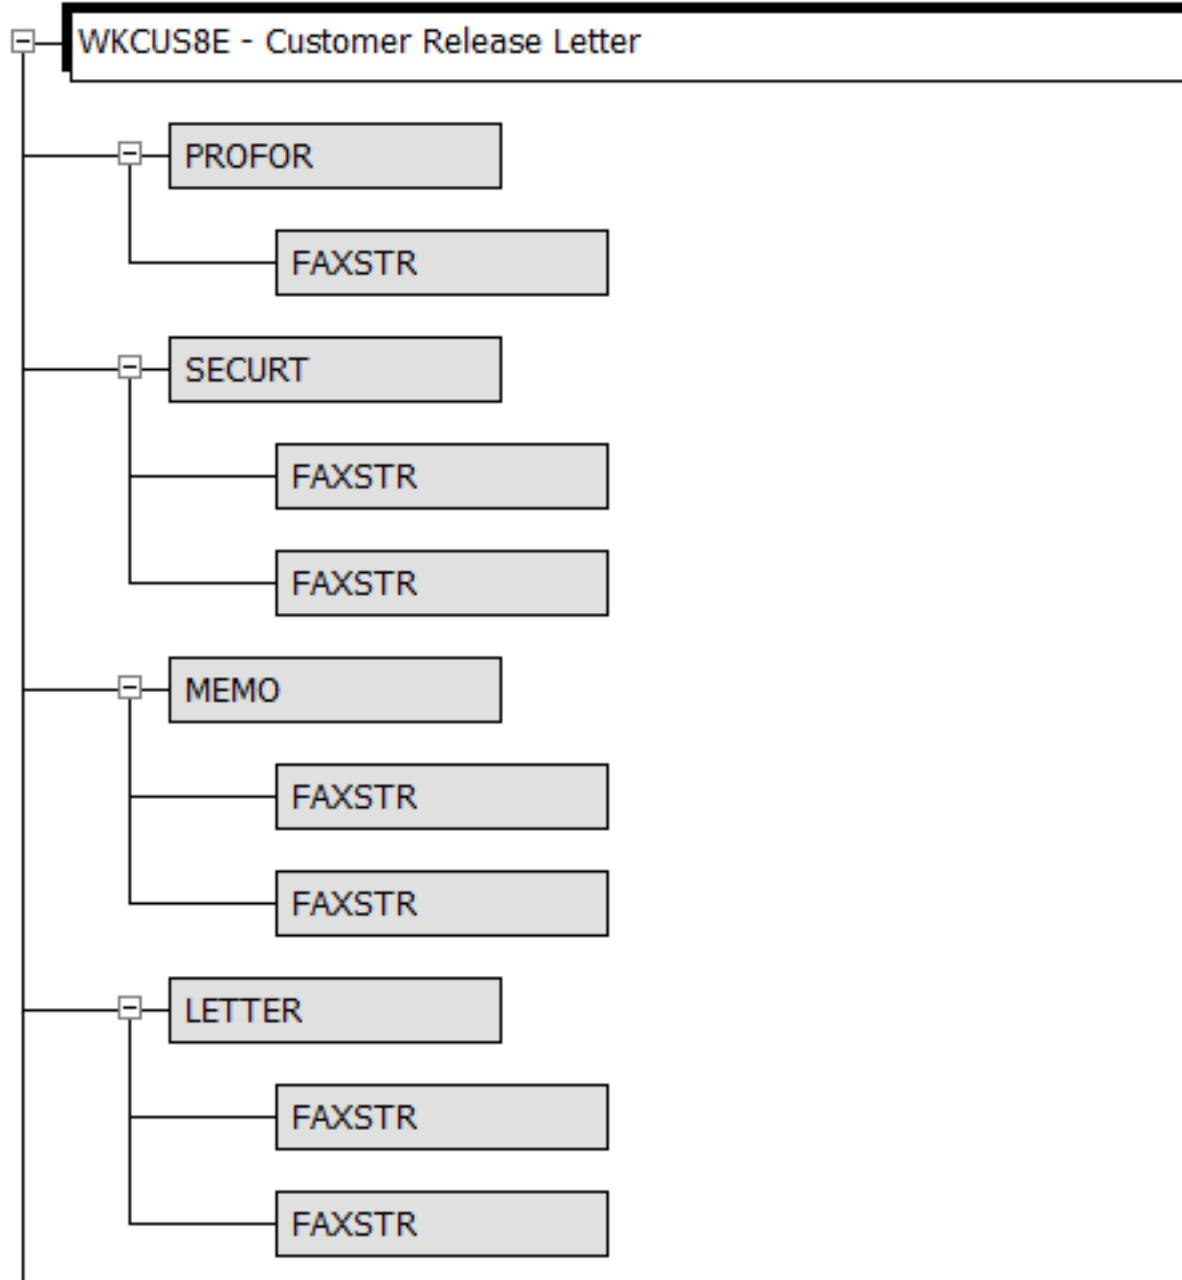 WKCUS8E - Customer Release Letter
PROFOR
FAXSTR
SECURT
FAXSTR
FAXSTR
MEMO
FAXSTR
FAXSTR
LETTER
FAXSTR
FAXSTR